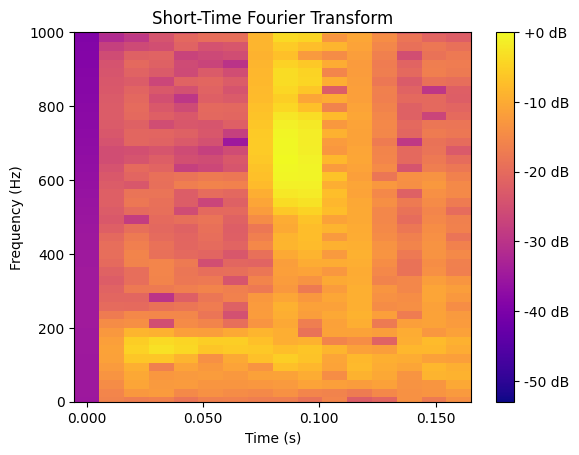 Short-Time Fourier Transform
1000
800
600
400
200
0
Frequency (Hz)
0.000
0.050
0.100
0.150
Time (s)
+0 dB
-10 dB
-20 dB
-30 dB
-40 dB
-50 dB